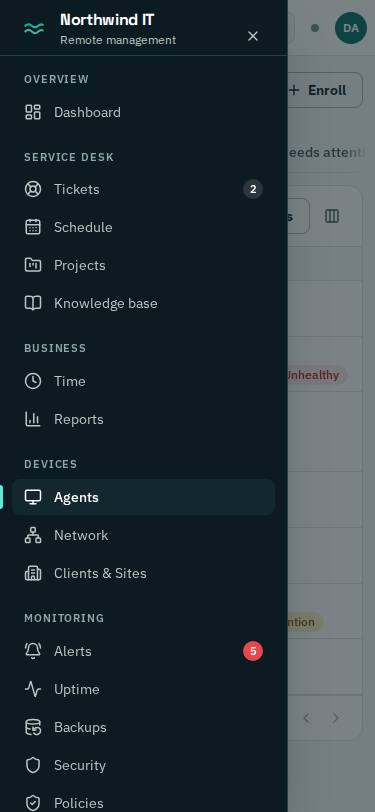 Northwind IT
Remote management
DA
OVERVIEW
Dashboard
Enroll
SERVICE DESK
Tickets
2
Schedule
Projects
Knowledge base
BUSINESS
Time
Reports
DEVICES
Agents
Network
Clients & Sites
MONITORING
Alerts
5
Uptime
Backups
Security
Policies
Unhealthy